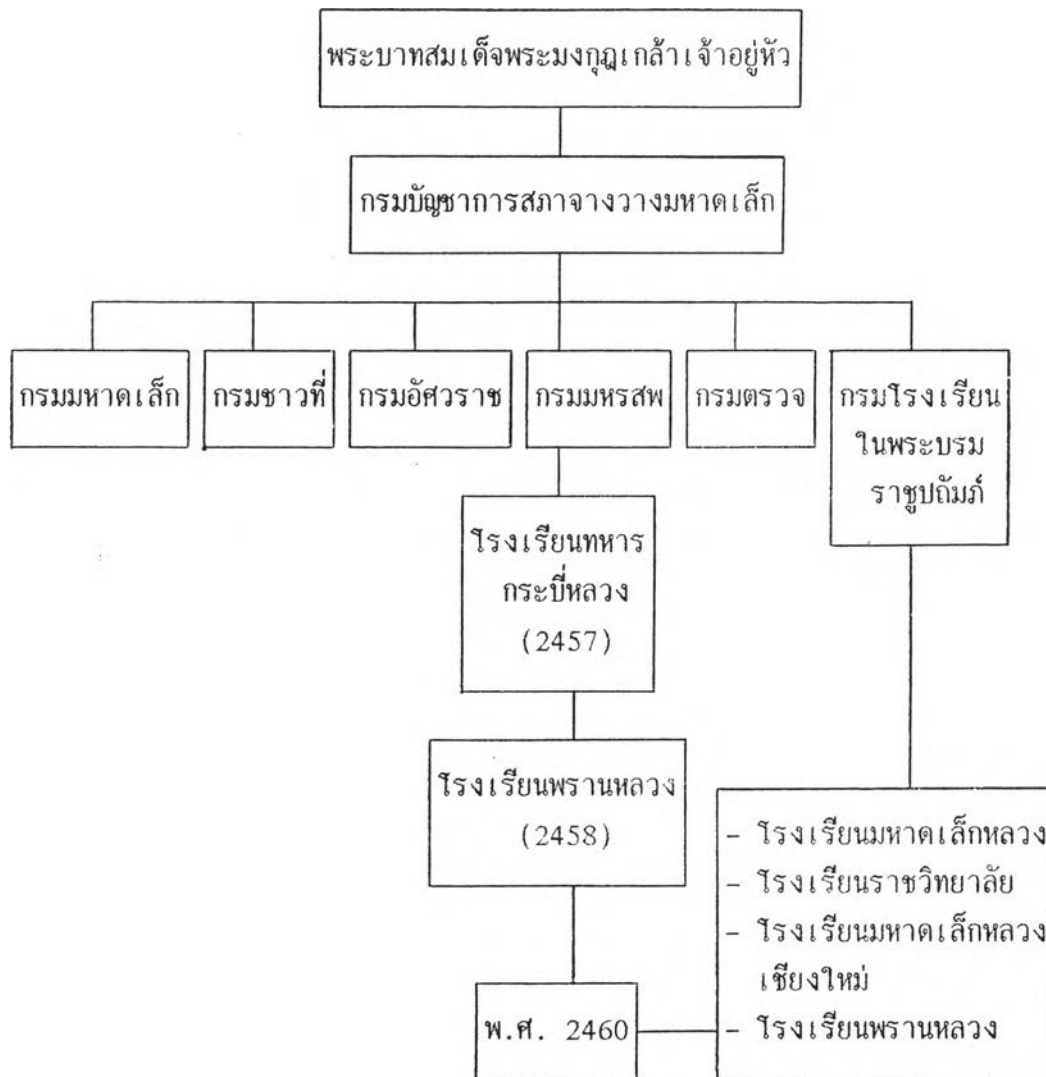 พระบาทสมเด็จพระมงกุฎเกล้าเจ้าอยู่หัว
กรมบัญชาการสภาจางวางมหาดเล็ก
กรมมหาดเล็ก
กรมชาวที่
กรมอัศวราช
กรมมหรสพ
กรมตรวจ
กรมโรงเรียน
ในพระบรม
ราชูปถัมภ์
โรงเรียนทหาร
กระบี่หลวง
(2457)
โรงเรียนพรานหลวง
(2458)
พ.ศ. 2460
- โรงเรียนมหาดเล็กหลวง
- โรงเรียนราชวิทยาลัย
- โรงเรียนมหาดเล็กหลวง
เชียงใหม่
- โรงเรียนพรานหลวง